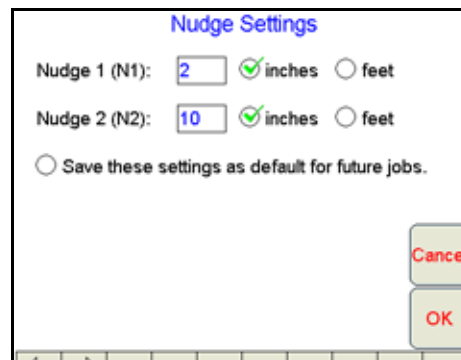 Nudge Settings
Nudge 1 (N1): 2 inches feet
Nudge 2 (N2): 10 inches feet
Save these settings as default for future jobs.
Cance
OK